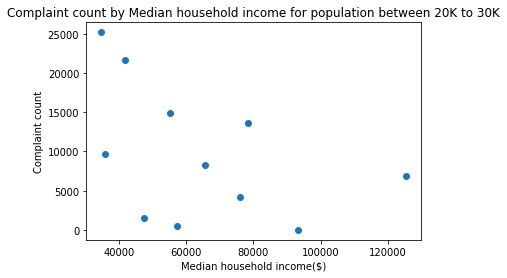 Complaint count by Median household income for population between 20K to 30K
25000
20000
15000
10000
5000
0
Complaint count
40000 60000 80000 100000 120000
Median household income($)